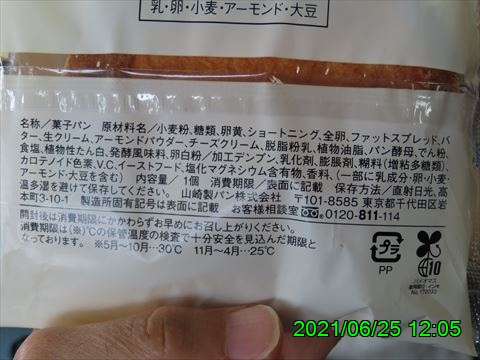 乳・卵・小麦・アーモンド・大豆
名称／菓子パン　原材料名／小麦粉、糖類、卵黄、ショートニング、全卵、ファットスプレッド、バ
ター、生クリーム、アーモンドパウダー、チーズクリーム、脱脂粉乳、植物油脂、パン酵母、でん粉、
食塩、植物性たん白、発酵風味料、卵白粉／加工デンプン、乳化剤、膨脹剤、糊料（増粘多糖類）、
カロテノイド色素、V.C、イーストフード、塩化マグネシウム含有物、香料、（一部に乳成分・卵・小麦・
アーモンド・大豆を含む）　内容量／1個　消費期限／表面に記載　保存方法／直射日光、高
温多湿を避けて保存してください。　山崎製パン株式会社　〒101-8585 東京都千代田区岩
本町3-10-1　製造所固有記号は表面に記載　お客様相談室 0120-811-114
開封後は消費期限にかかわらずお早めにお召し上がりください。
消費期限は（※）℃の保管温度の検査で十分安全を見込んだ期限と
なっております。　※5月～10月…30℃　11月～4月…25℃
プラ
PP
10
バイオマス
No.170032
2021/06/25 12:05